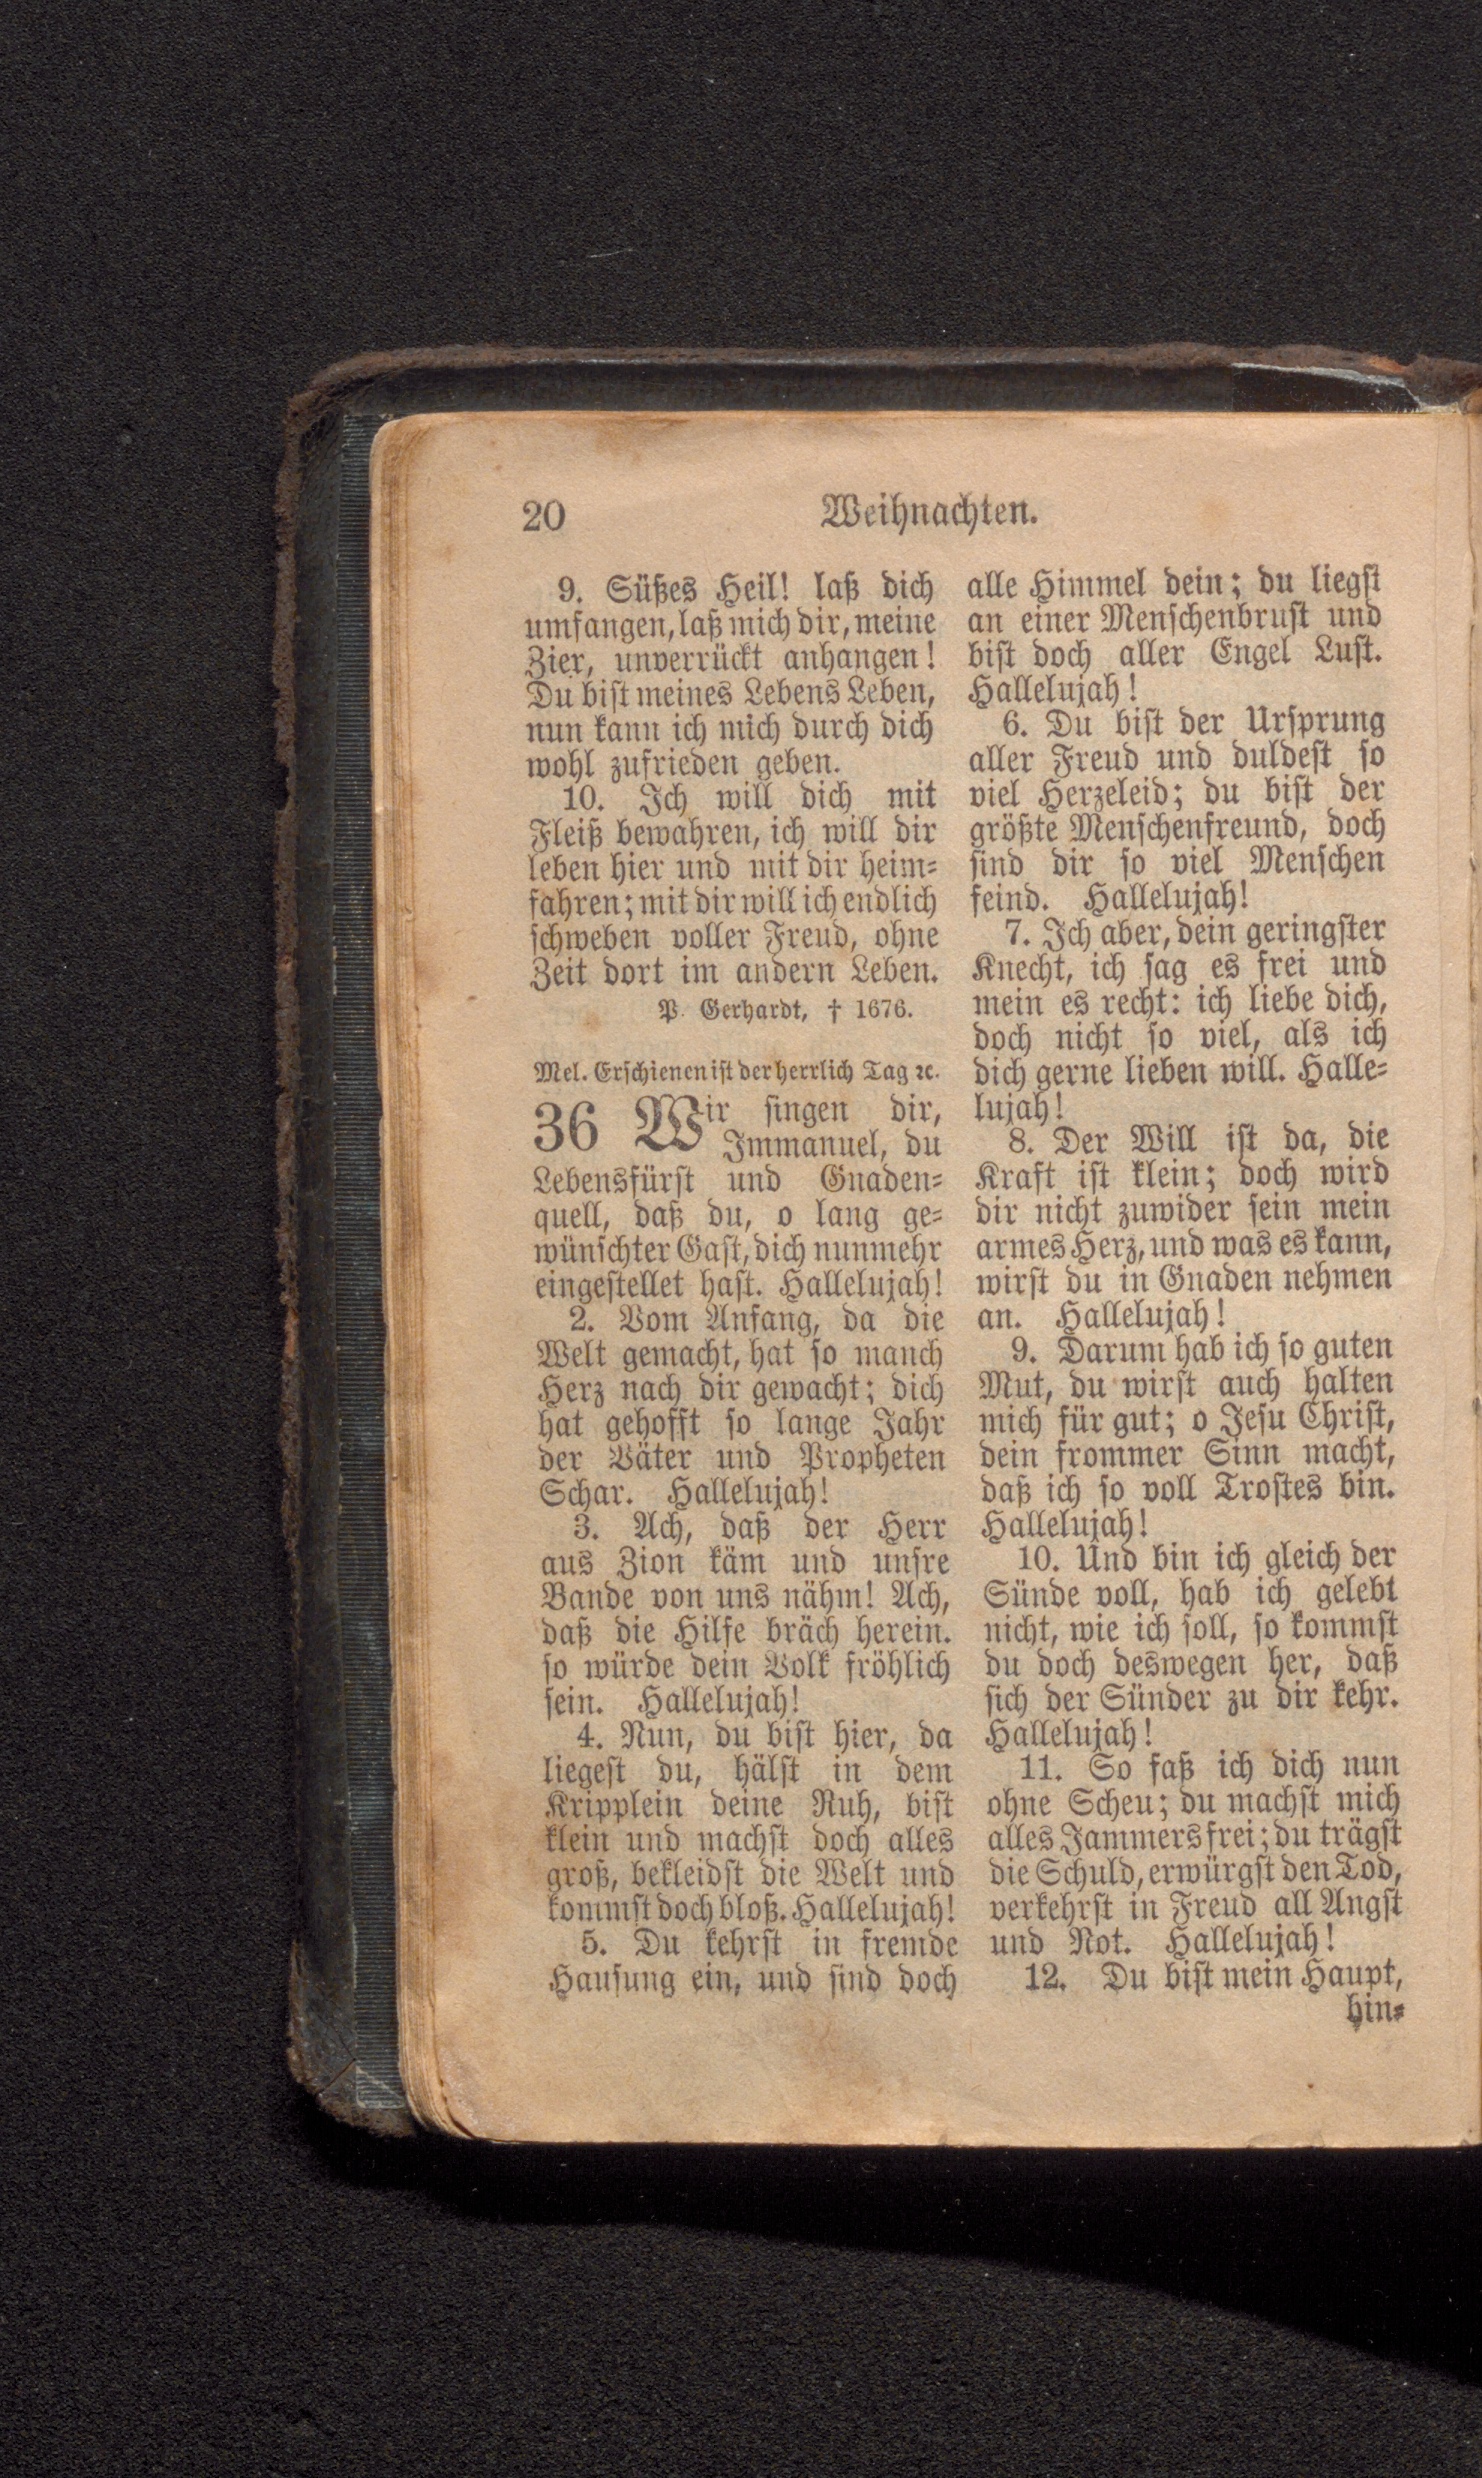 20
Weihnachten.
9. Süßes Heil! laß dich
umfangen, laß mich dir, meine
Zier, unverrückt anhangen!
Du bist meines Lebens Leben,
nun kann ich mich durch dich
wohl zufrieden geben.
10. Ich will dich mit
Fleiß bewahren, ich will dir
leben hier und mit dir heim-
fahren; mit dir will ich endlich
schweben voller Freud, ohne
Zeit dort im andern Leben.
P. Gerhardt, † 1676.
Mel. Erschienen ist der herrlich Tag ꝛc.
36 Wir singen dir,
Immanuel, du
Lebensfürst und Gnaden-
quell, daß du, o lang ge-
wünschter Gast, dich nunmehr
eingestellet hast. Hallelujah!
2. Vom Anfang, da die
Welt gemacht, hat so manch
Herz nach dir gewacht; dich
hat gehofft so lange Jahr
der Väter und Propheten
Schar. Hallelujah!
3. Ach, daß der Herr
aus Zion käm und unsre
Bande von uns nähm! Ach,
daß die Hilfe bräch herein.
so würde dein Volk fröhlich
sein. Hallelujah!
4. Nun, du bist hier, da
liegest du, hälst in dem
Kripplein deine Ruh, bist
klein und machst doch alles
groß, bekleidst die Welt und
kommst doch bloß. Hallelujah!
5. Du kehrst in fremde
Hausung ein, und sind doch
alle Himmel dein; du liegst
an einer Menschenbrust und
bist doch aller Engel Lust.
Hallelujah!
6. Du bist der Ursprung
aller Freud und duldest so
viel Herzeleid; du bist der
größte Menschenfreund, doch
sind dir so viel Menschen
feind. Hallelujah!
7. Ich aber, dein geringster
Knecht, ich sag es frei und
mein es recht: ich liebe dich,
doch nicht so viel, als ich
dich gerne lieben will. Halle-
lujah!
8. Der Will ist da, die
Kraft ist klein; doch wird
dir nicht zuwider sein mein
armes Herz, und was es kann,
wirst du in Gnaden nehmen
an. Hallelujah!
9. Darum hab ich so guten
Mut, du wirst auch halten
mich für gut; o Jesu Christ,
dein frommer Sinn macht,
daß ich so voll Trostes bin.
Hallelujah!
10. Und bin ich gleich der
Sünde voll, hab ich gelebt
nicht, wie ich soll, so kommst
du doch deswegen her, daß
sich der Sünder zu dir kehr.
Hallelujah!
11. So faß ich dich nun
ohne Scheu; du machst mich
alles Jammers frei; du trägst
die Schuld, erwürgst den Tod,
verkehrst in Freud all Angst
und Not. Hallelujah!
12. Du bist mein Haupt,
hin-